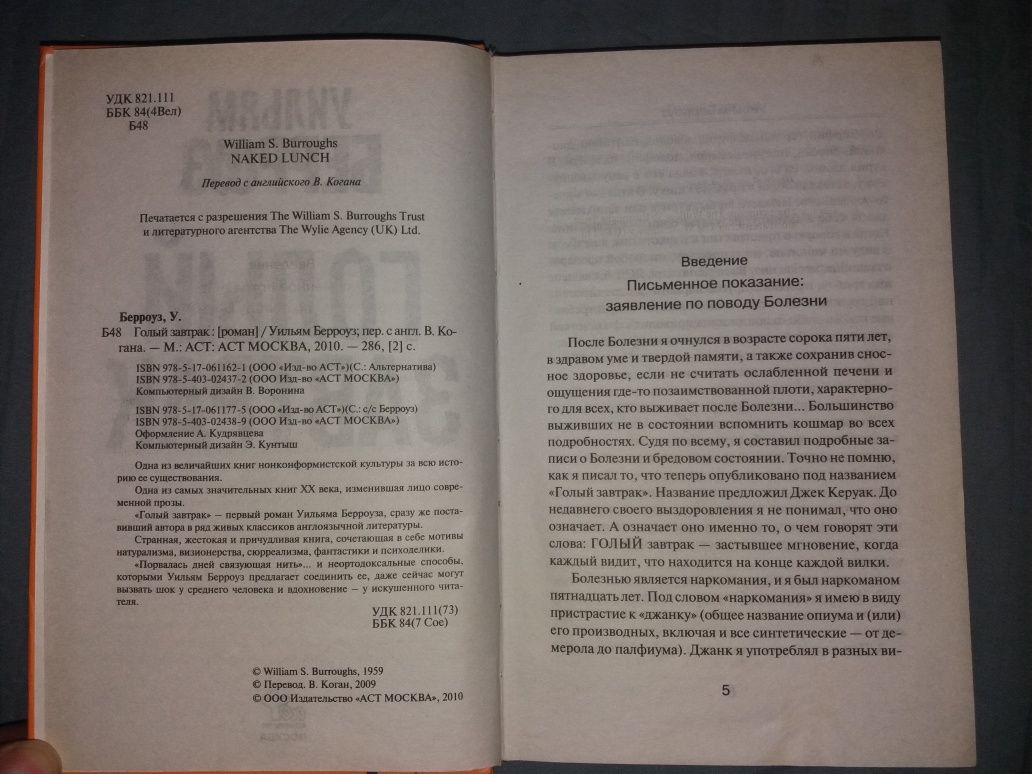 УДК 821.111
ББК 84(4Вел)
Б48
William S. Burroughs
NAKED LUNCH
Перевод с английского В. Когана
Печатается с разрешения The William S. Burroughs Trust
и литературного агентства The Wylie Agency (UK) Ltd.
Берроуз, У.
Б48 Голый завтрак : [роман] / Уильям Берроуз; пер. с англ. В. Ко-
гана. — М.: АСТ: АСТ МОСКВА, 2010. — 286, [2] с.
ISBN 978-5-17-061162-1 (ООО «Изд-во АСТ»)(С.: Альтернатива)
ISBN 978-5-403-02437-2 (ООО Изд-во «АСТ МОСКВА»)
Компьютерный дизайн В. Воронина
ISBN 978-5-17-061177-5 (ООО «Изд-во АСТ»)(С.: с/с Берроуз)
ISBN 978-5-403-02438-9 (ООО Изд-во «АСТ МОСКВА»)
Оформление А. Кудрявцева
Компьютерный дизайн Э. Кунтыш
Одна из величайших книг нонконформистской культуры за всю исто-
рию ее существования.
Одна из самых значительных книг XX века, изменившая лицо совре-
менной прозы.
«Голый завтрак» — первый роман Уильяма Берроуза, сразу же поста-
вивший автора в ряд живых классиков англоязычной литературы.
Странная, жестокая и причудливая книга, сочетающая в себе мотивы
натурализма, визионерства, сюрреализма, фантастики и психоделики.
«Порвалась дней связующая нить»... и неортодоксальные способы,
которыми Уильям Берроуз предлагает соединить ее, даже сейчас могут
вызвать шок у среднего человека и вдохновение — у искушенного чита-
теля.
УДК 821.111(73)
ББК 84(7 Сое)
© William S. Burroughs, 1959
© Перевод. В. Коган, 2009
© ООО Издательство «АСТ МОСКВА», 2010
Введение
Письменное показание:
заявление по поводу Болезни
После Болезни я очнулся в возрасте сорока пяти лет,
в здравом уме и твердой памяти, а также сохранив снос-
ное здоровье, если не считать ослабленной печени и
ощущения где-то позаимствованной плоти, характерно-
го для всех, кто выживает после Болезни... Большинство
выживших не в состоянии вспомнить кошмар во всех
подробностях. Судя по всему, я составил подробные за-
писи о Болезни и бредовом состоянии. Точно не помню,
как я писал то, что теперь опубликовано под названием
«Голый завтрак». Название предложил Джек Керуак. До
недавнего своего выздоровления я не понимал, что оно
означает. А означает оно именно то, о чем говорят эти
слова: ГОЛЫЙ завтрак — застывшее мгновение, когда
каждый видит, что находится на конце каждой вилки.
Болезнью является наркомания, и я был наркоманом
пятнадцать лет. Под словом «наркомания» я имею в виду
пристрастие к «джанку» (общее название опиума и (или)
его производных, включая и все синтетические — от де-
мерола до палфиума). Джанк я употреблял в разных ви-
5